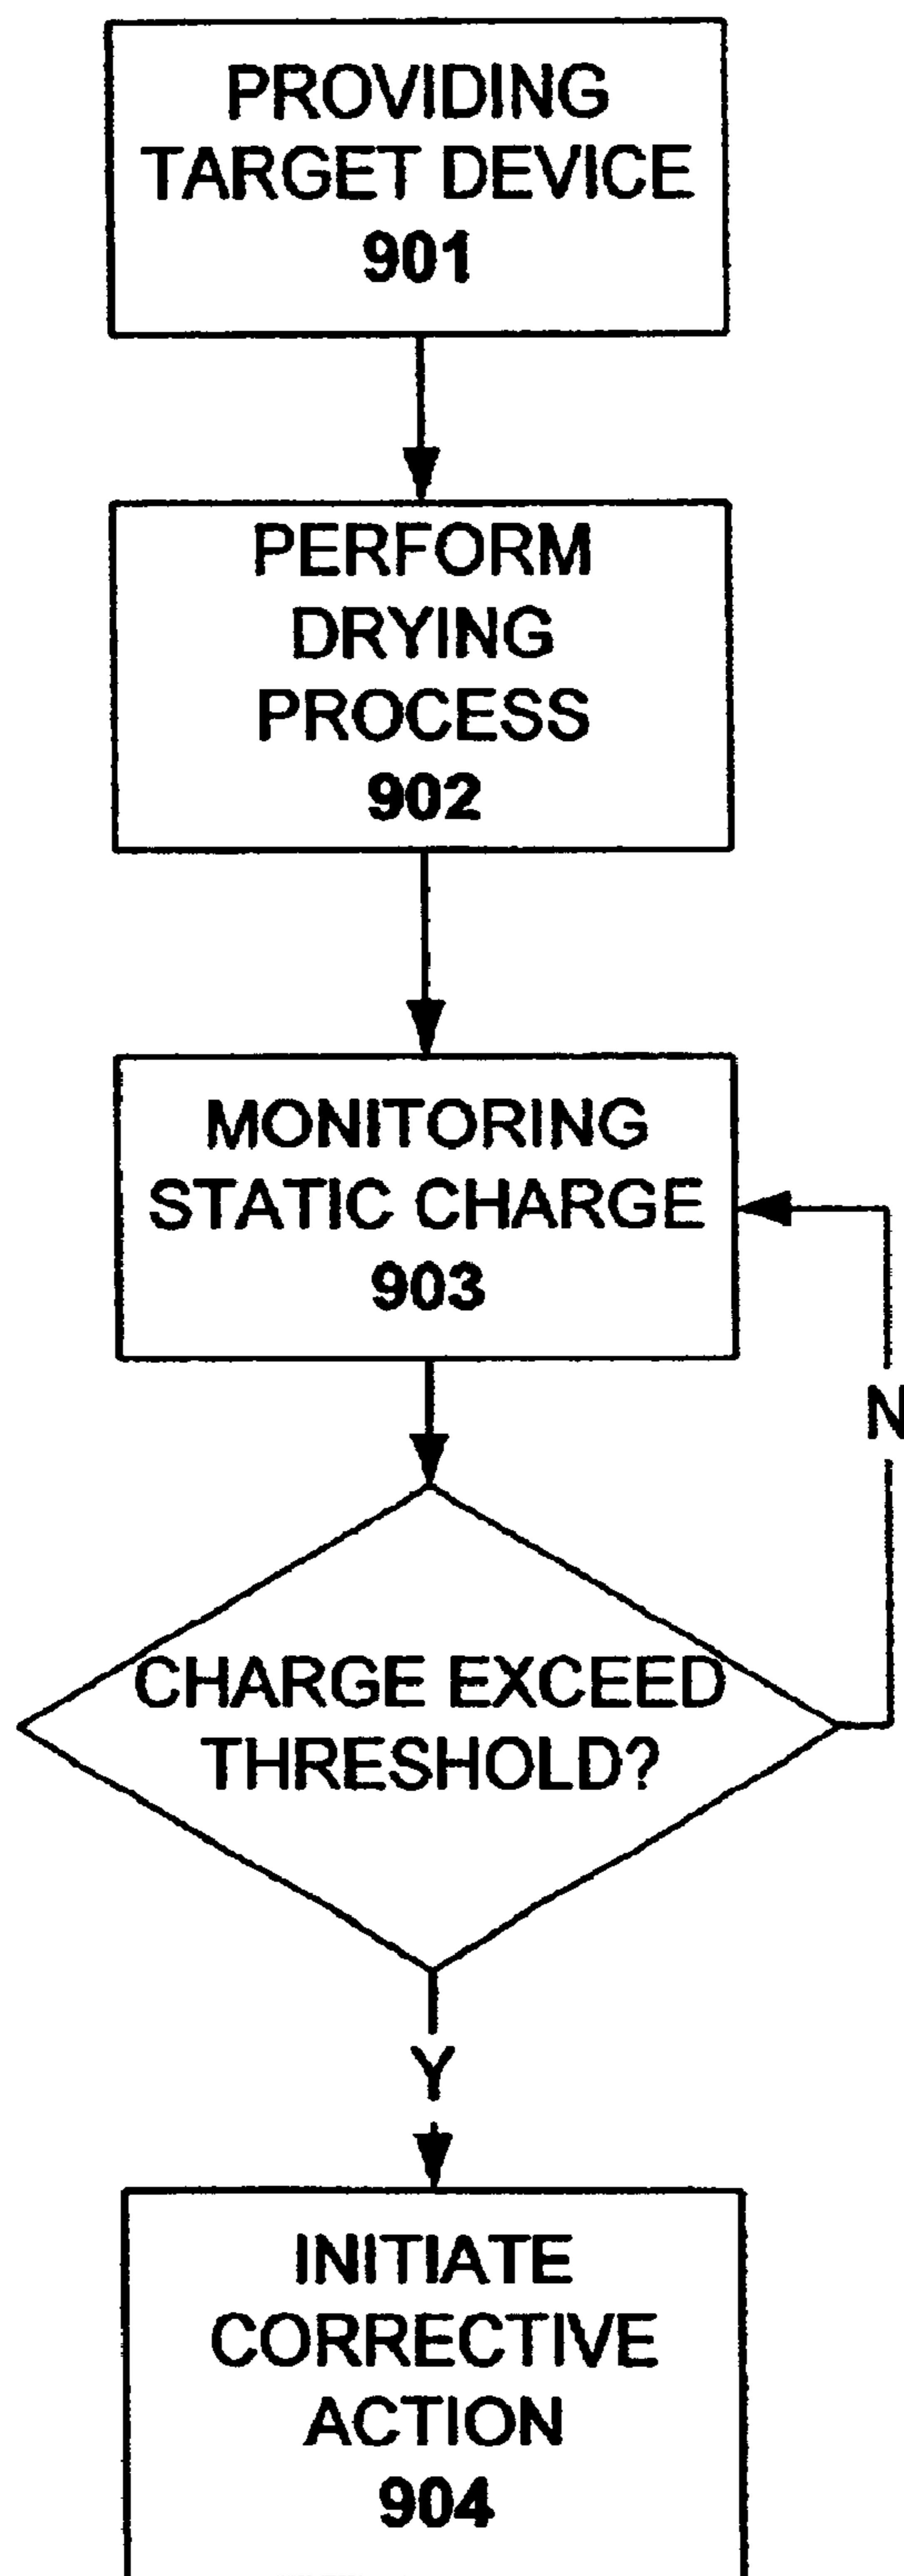 PROVIDING
TARGET DEVICE
901
PERFORM
DRYING
PROCESS
902
MONITORING
STATIC CHARGE
903
N
CHARGE EXCEED
THRESHOLD?
Y
INITIATE
CORRECTIVE
ACTION
904